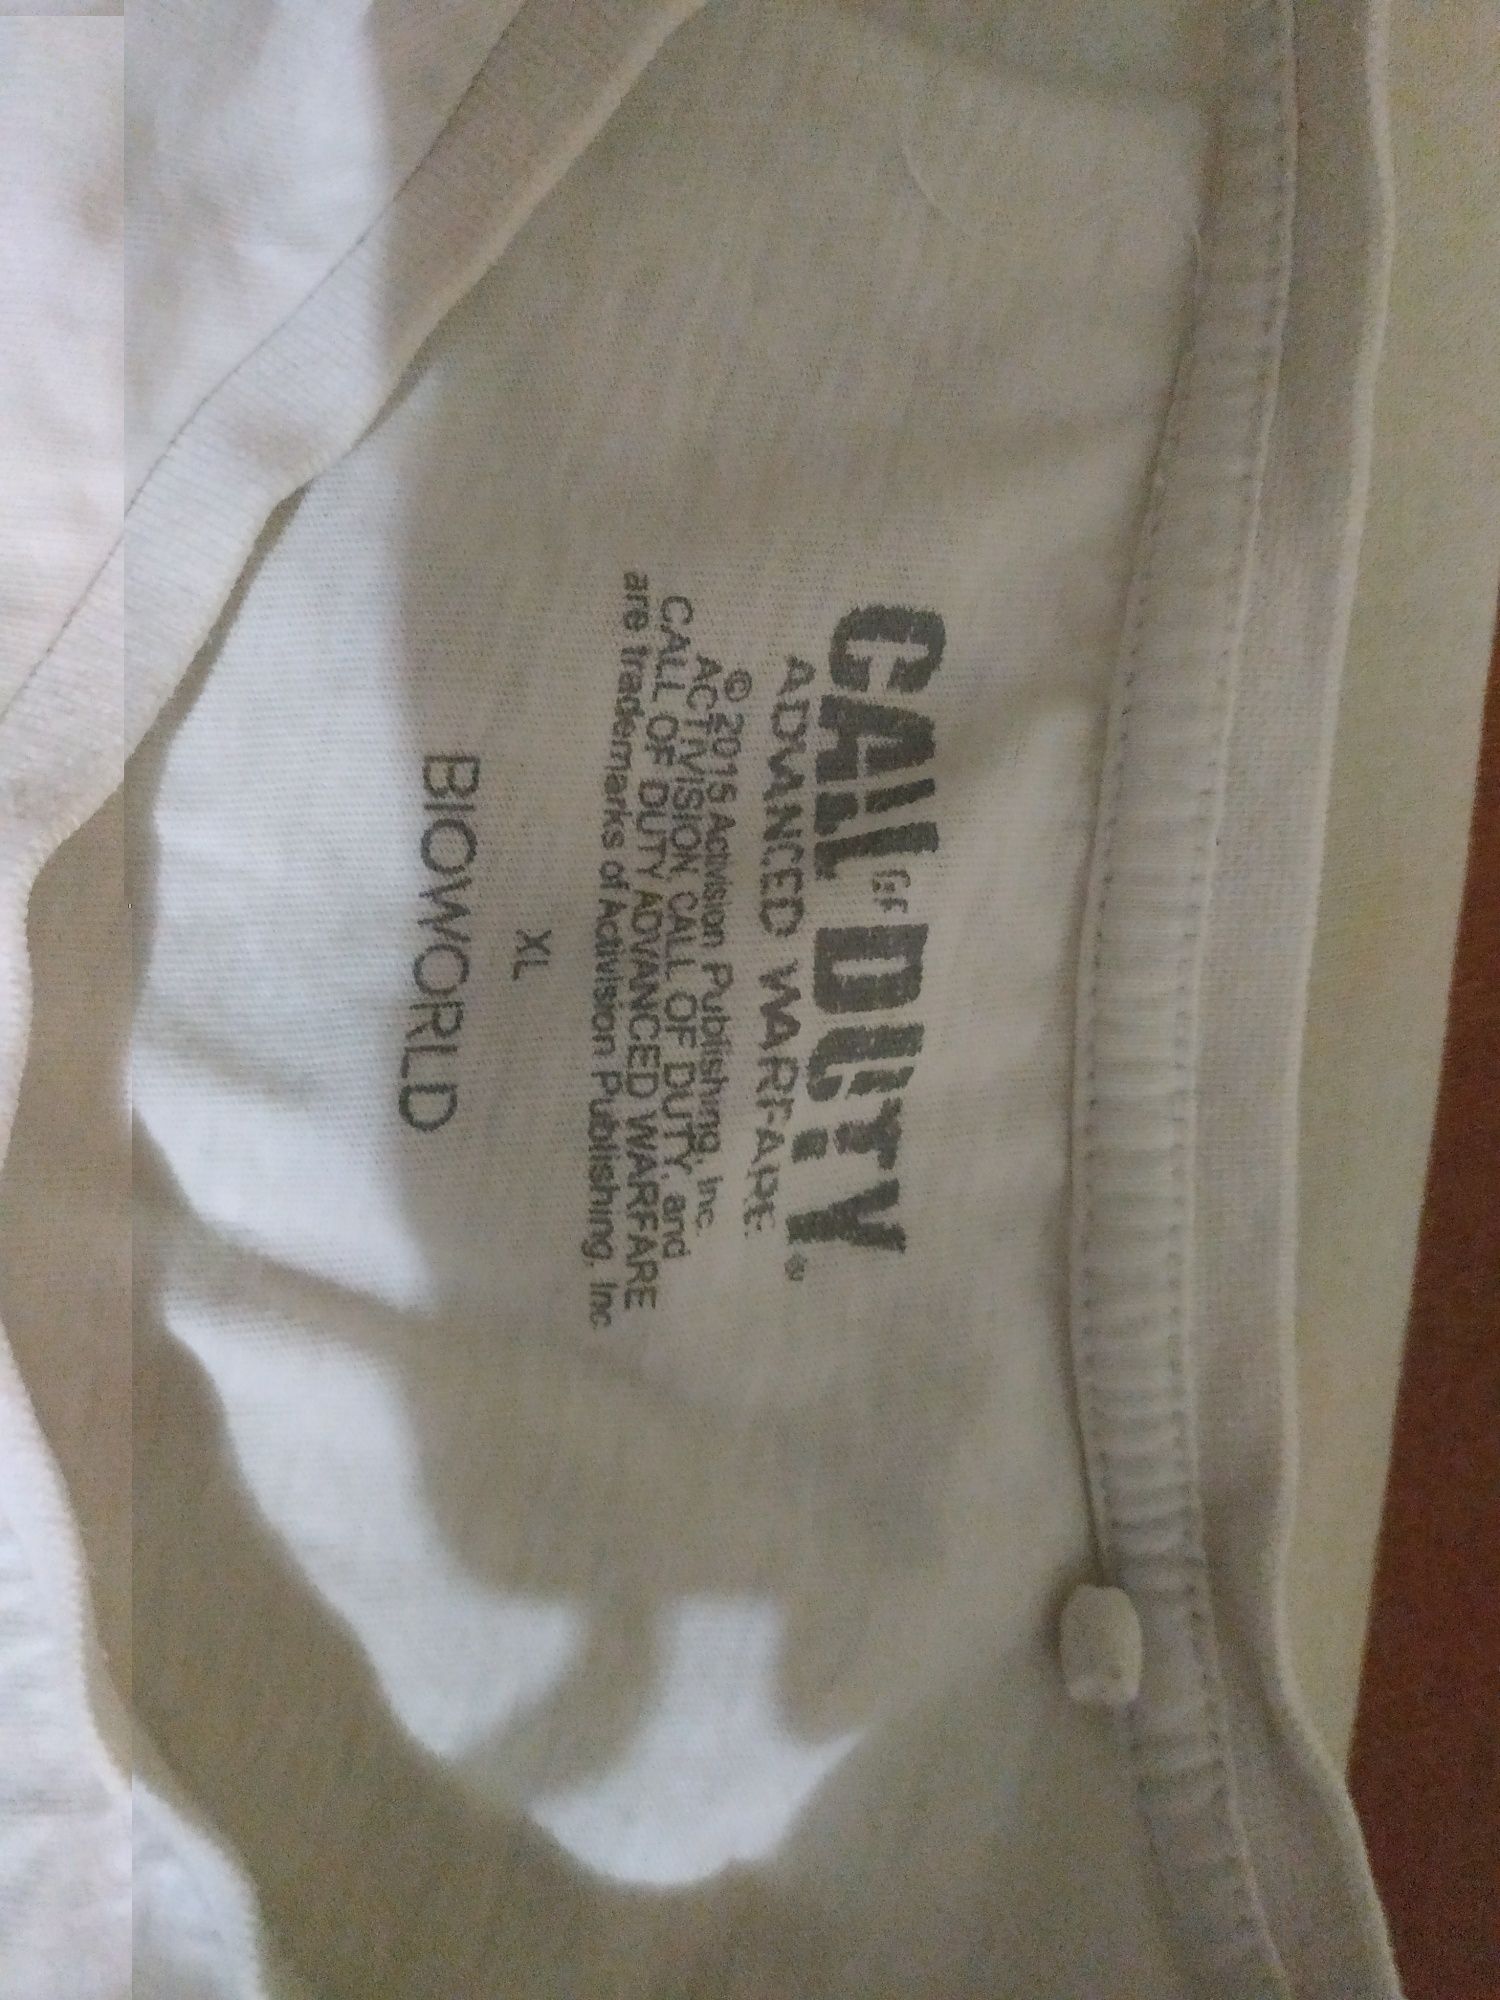 CALL OF DUTY®
ADVANCED WARFARE
© 2015 Activision Publishing, Inc.
ACTIVISION, CALL OF DUTY, and
CALL OF DUTY ADVANCED WARFARE
are trademarks of Activision Publishing, Inc.
XL
BIOWORLD